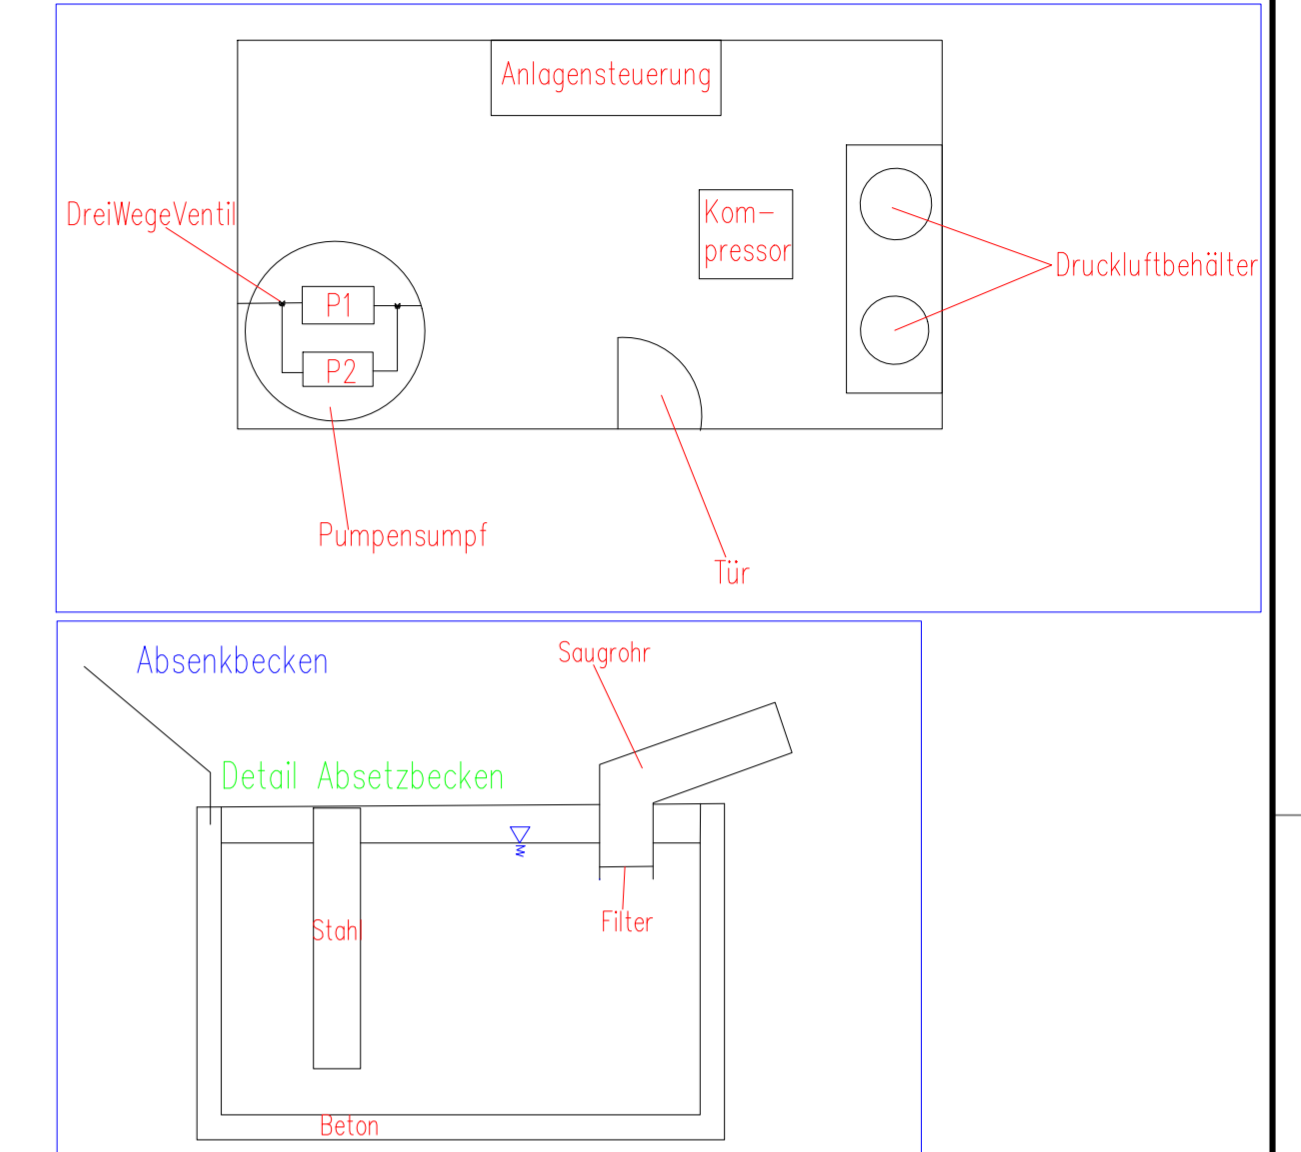 Anlagensteuerung
DreiWegeVentil
Kom-
pressor
Druckluftbehälter
P1
P2
Pumpensumpf
Tür
Absenkbecken
Saugrohr
Detail Absetzbecken
Stahl
Filter
Beton